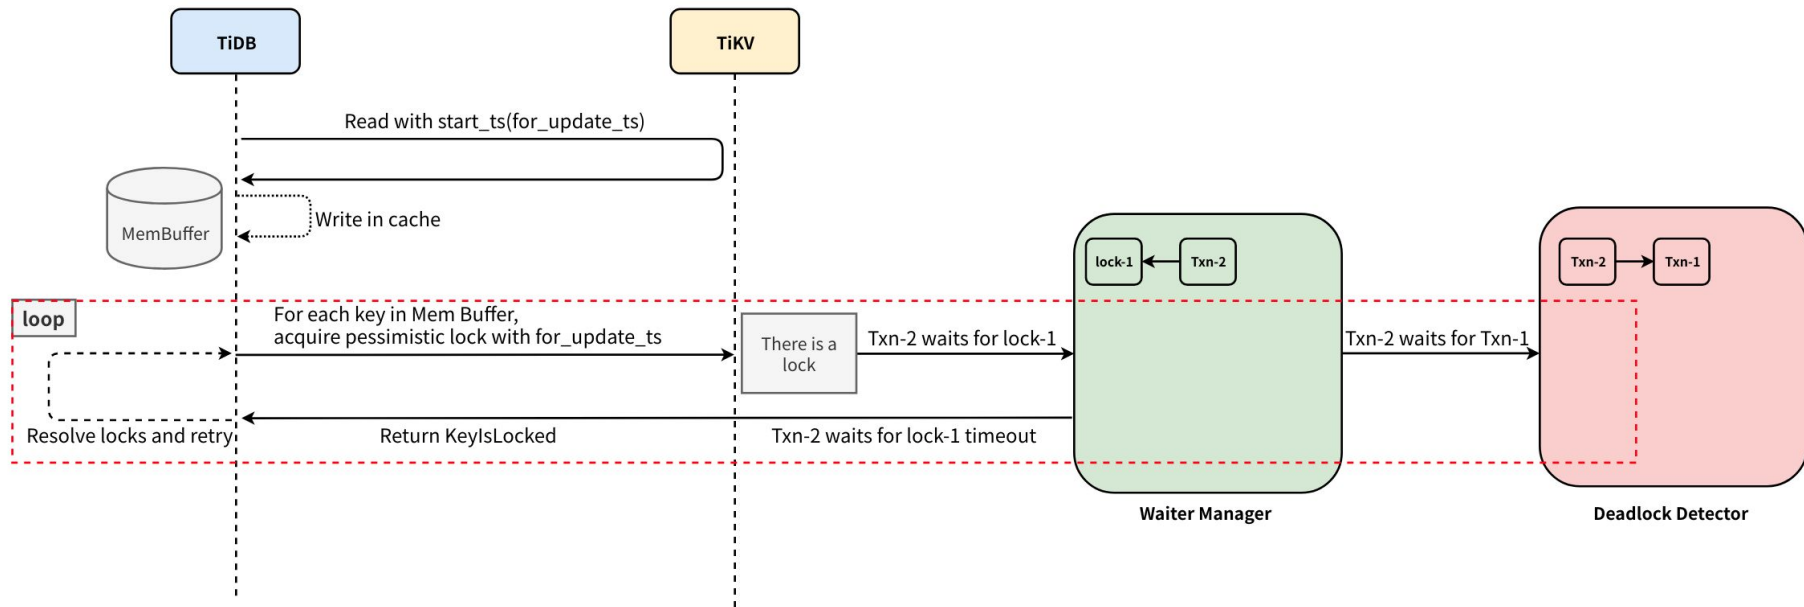 TiDB
TiKV
Read with start_ts(for_update_ts)
MemBuffer
Write in cache
lock-1
Txn-2
Txn-2
Txn-1
loop
For each key in Mem Buffer,
acquire pessimistic lock with for_update_ts
There is a
lock
Txn-2 waits for lock-1
Txn-2 waits for Txn-1
Resolve locks and retry
Return KeyIsLocked
Txn-2 waits for lock-1 timeout
Waiter Manager
Deadlock Detector